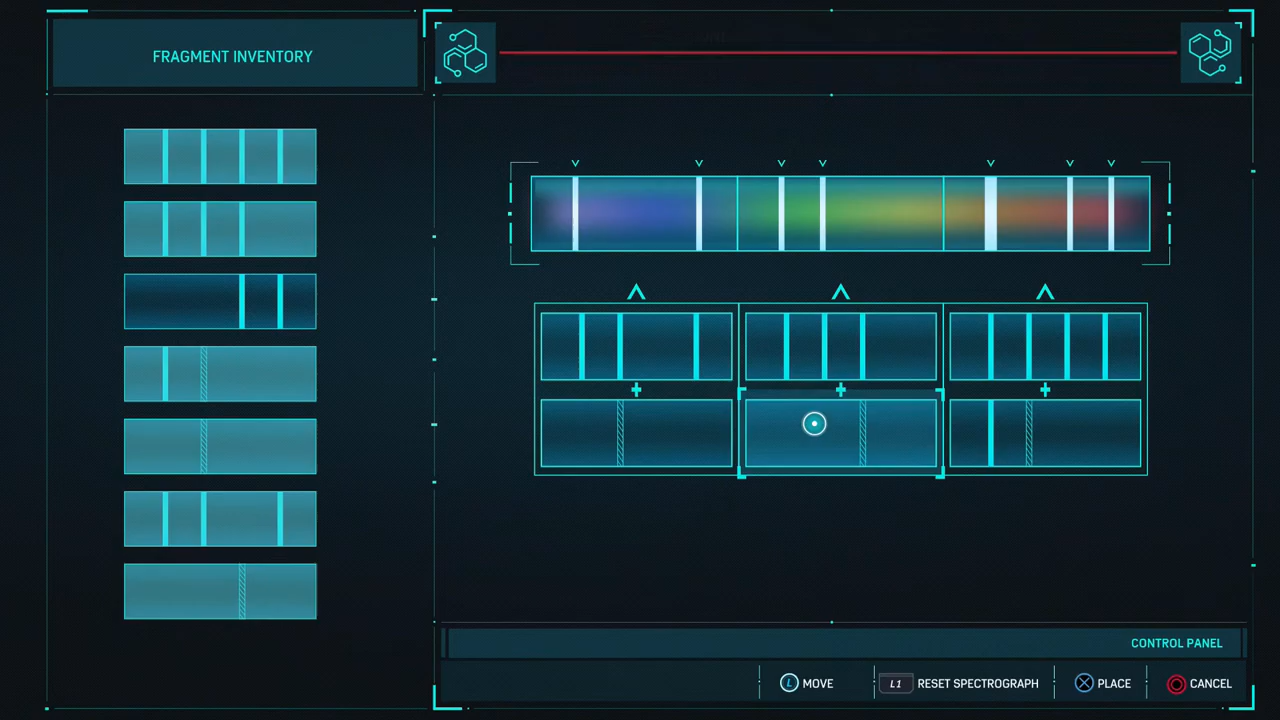 FRAGMENT INVENTORY
CONTROL PANEL
L MOVE
L1 RESET SPECTROGRAPH
PLACE
CANCEL